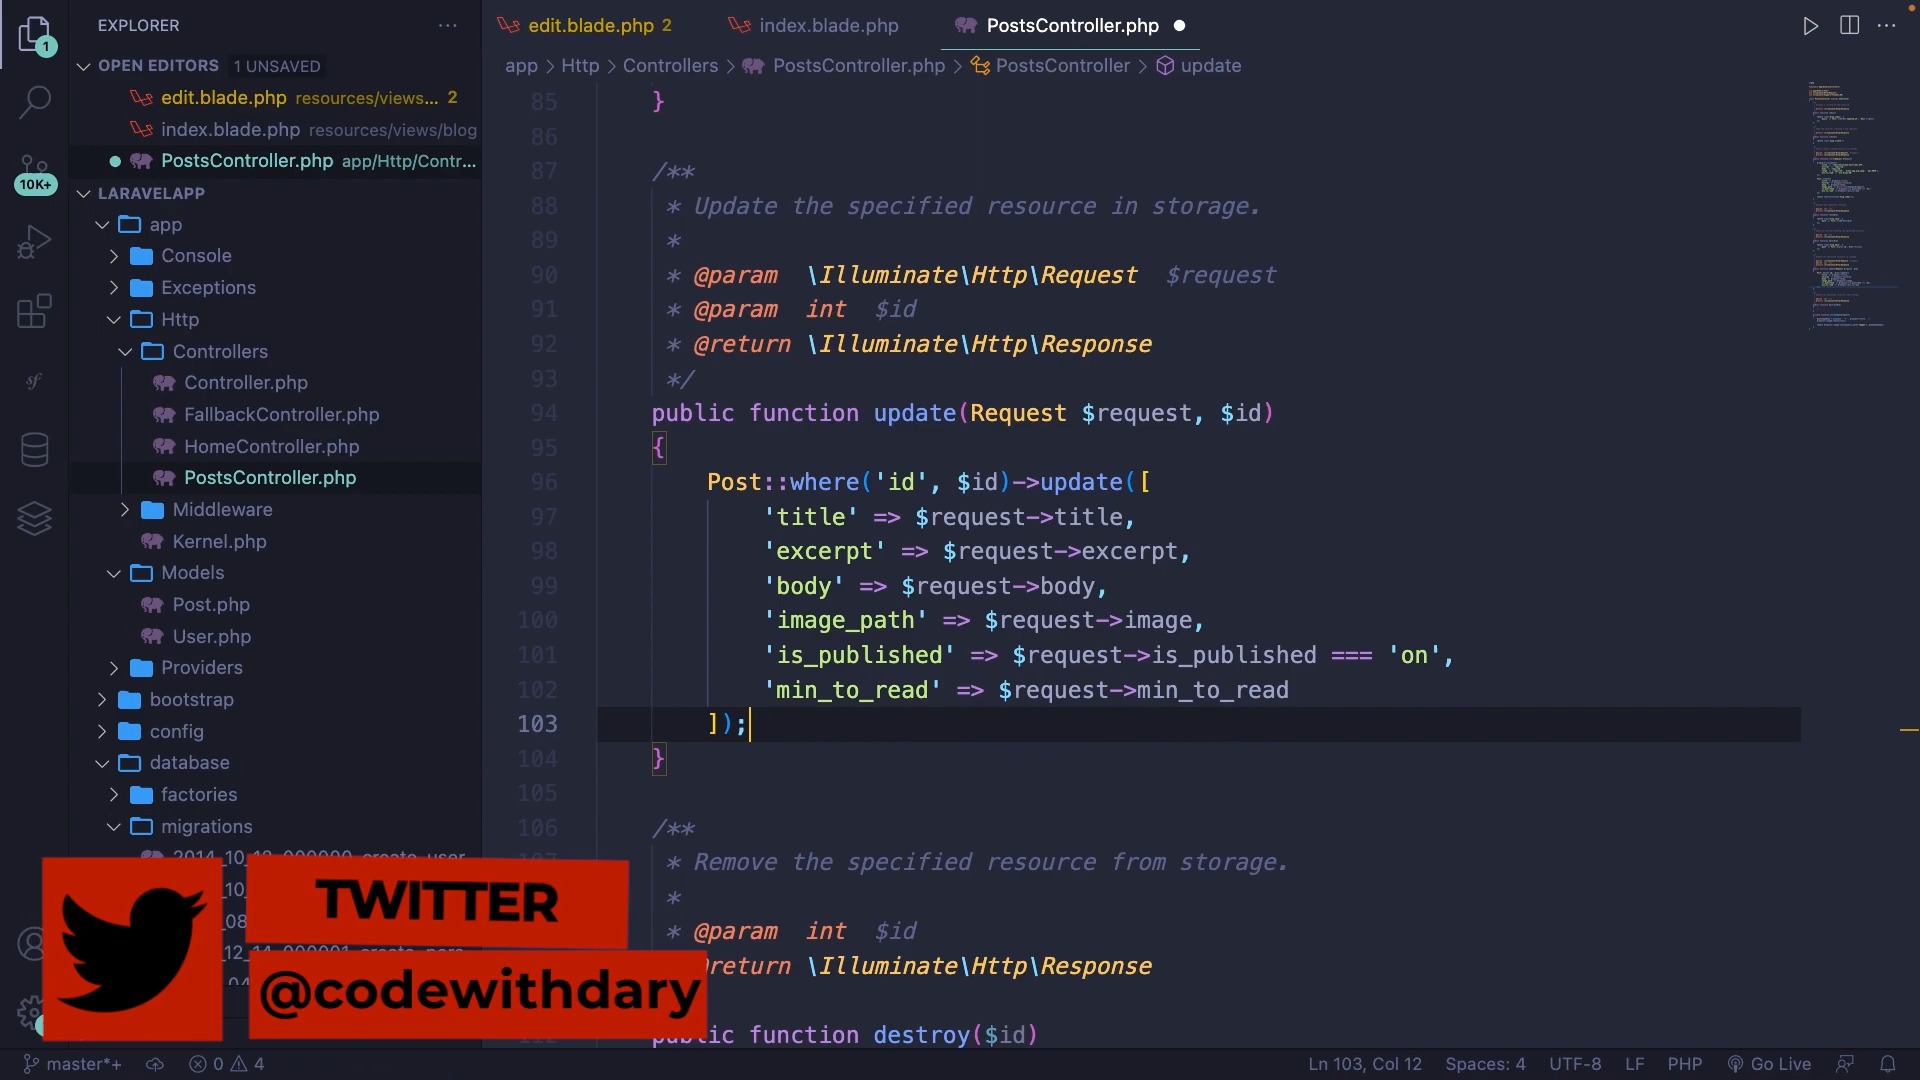 EXPLORER
edit.blade.php 2
index.blade.php
PostsController.php
1
OPEN EDITORS 1 UNSAVED
app > Http > Controllers > PostsController.php > PostsController > update
edit.blade.php resources/views... 2
index.blade.php resources/views/blog
PostsController.php app/Http/Contr...
10K+
LARAVELAPP
app
Console
Exceptions
Http
Controllers
Controller.php
FallbackController.php
HomeController.php
PostsController.php
Middleware
Kernel.php
Models
Post.php
User.php
Providers
bootstrap
config
database
factories
migrations
85 }
86
87 /**
88 * Update the specified resource in storage.
89 *
90 * @param  \Illuminate\Http\Request  $request
91 * @param  int  $id
92 * @return \Illuminate\Http\Response
93 */
94 public function update(Request $request, $id)
95 {
96 Post::where('id', $id)->update([
97 'title' => $request->title,
98 'excerpt' => $request->excerpt,
99 'body' => $request->body,
100 'image_path' => $request->image,
101 'is_published' => $request->is_published === 'on',
102 'min_to_read' => $request->min_to_read
103 ]);
104 }
105
106 /**
* Remove the specified resource from storage.
*
* @param  int  $id
return \Illuminate\Http\Response
public function destroy($id)
TWITTER
@codewithdary
master*+ 0 4
Ln 103, Col 12 Spaces: 4 UTF-8 LF PHP Go Live